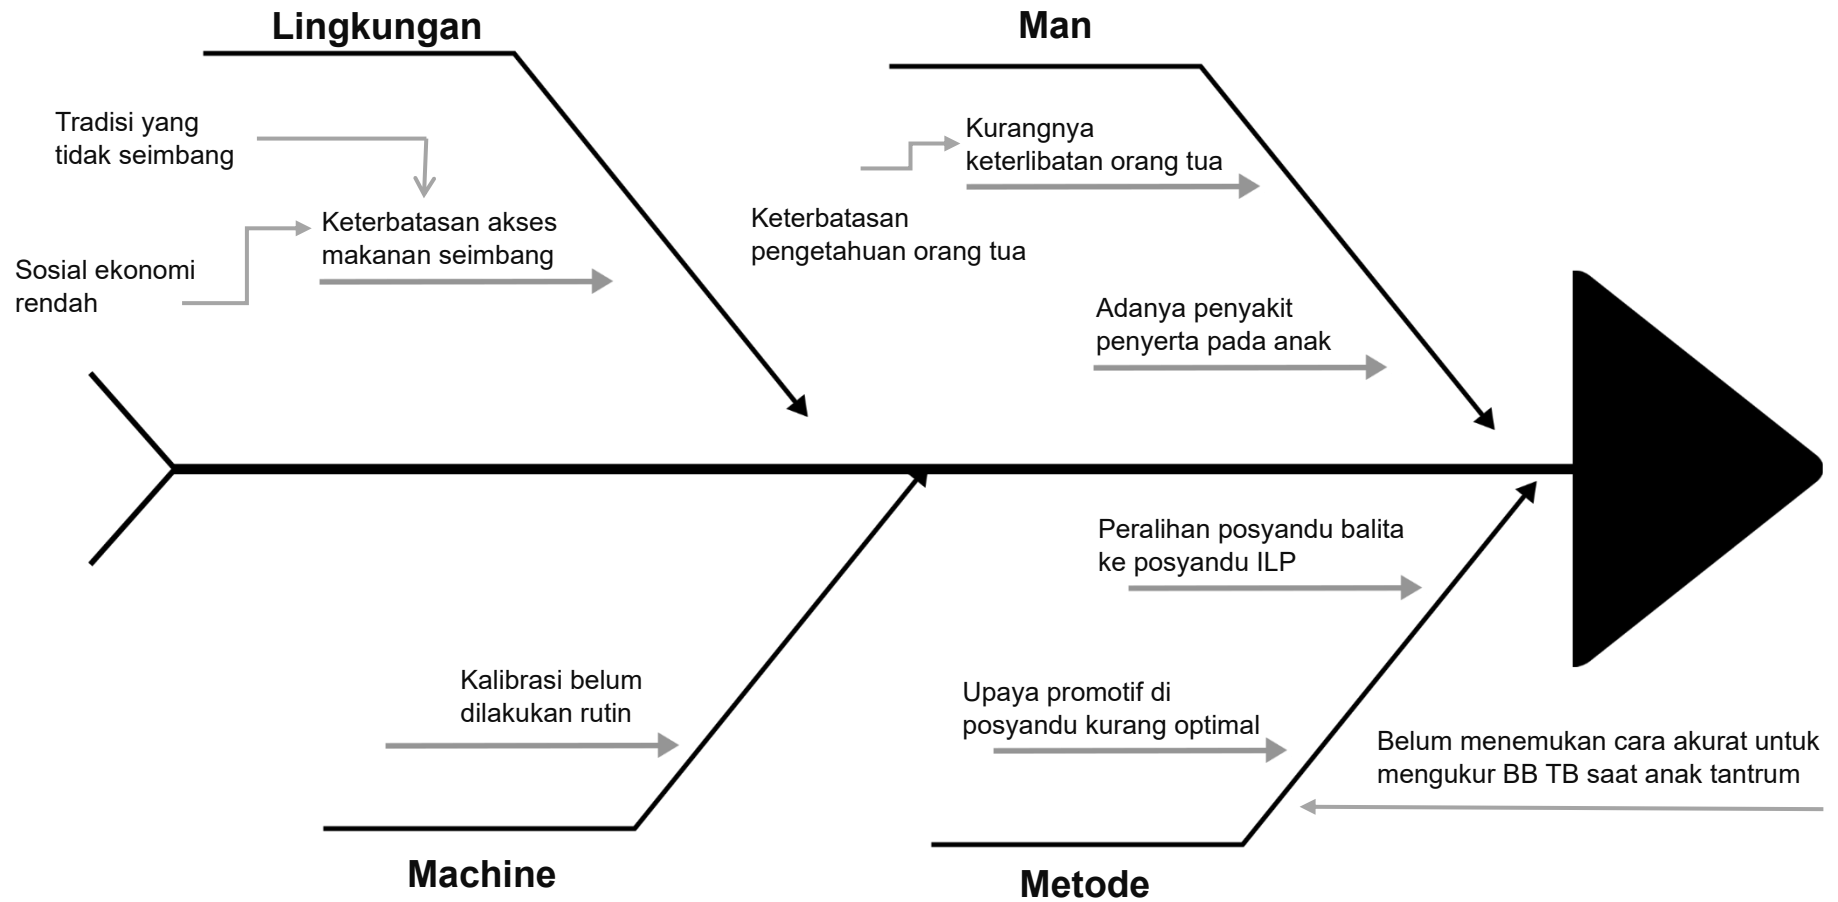 Lingkungan
Man
Tradisi yang
tidak seimbang
Keterbatasan akses
makanan seimbang
Sosial ekonomi
rendah
Kurangnya
keterlibatan orang tua
Keterbatasan
pengetahuan orang tua
Adanya penyakit
penyerta pada anak
Peralihan posyandu balita
ke posyandu ILP
Kalibrasi belum
dilakukan rutin
Upaya promotif di
posyandu kurang optimal
Belum menemukan cara akurat untuk
mengukur BB TB saat anak tantrum
Machine
Metode